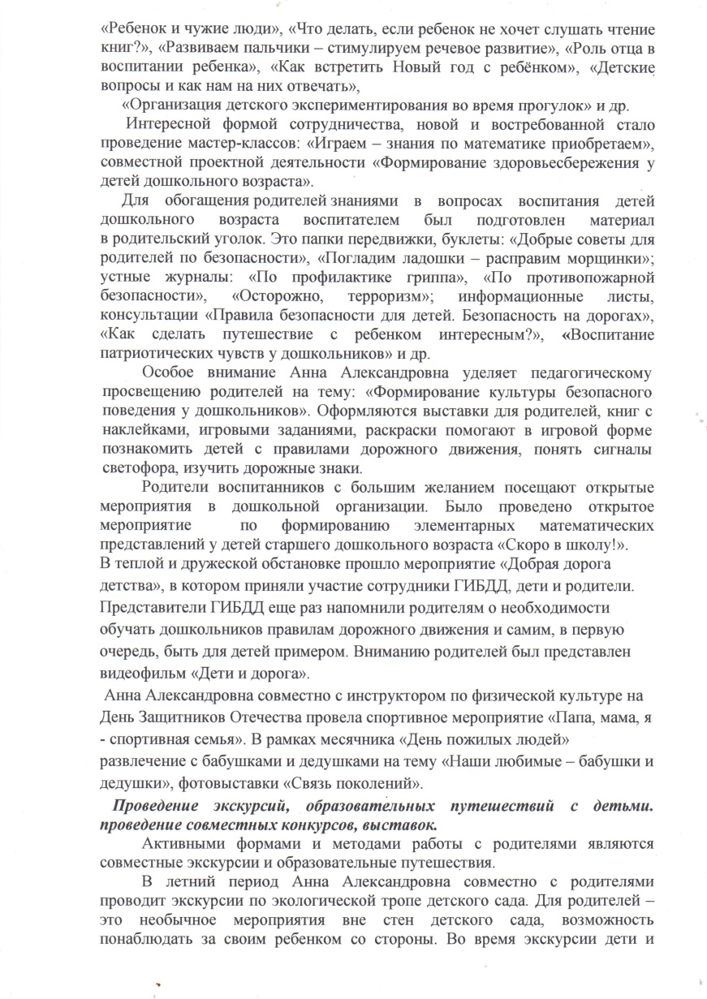 «Ребенок и чужие люди», «Что делать, если ребенок не хочет слушать чтение
книг?», «Развиваем пальчики – стимулируем речевое развитие», «Роль отца в
воспитании ребенка», «Как встретить Новый год с ребёнком», «Детские
вопросы и как нам на них отвечать»,
«Организация детского экспериментирования во время прогулок» и др.
Интересной формой сотрудничества, новой и востребованной стало
проведение мастер-классов: «Играем – знания по математике приобретаем»,
совместной проектной деятельности «Формирование здоровьесбережения у
детей дошкольного возраста».
Для обогащения родителей знаниями в вопросах воспитания детей
дошкольного возраста воспитателем был подготовлен материал
в родительский уголок. Это папки передвижки, буклеты: «Добрые советы для
родителей по безопасности», «Погладим ладошки – расправим морщинки»;
устные журналы: «По профилактике гриппа», «По противопожарной
безопасности», «Осторожно, терроризм»; информационные листы,
консультации «Правила безопасности для детей. Безопасность на дорогах»,
«Как сделать путешествие с ребенком интересным?», «Воспитание
патриотических чувств у дошкольников» и др.
Особое внимание Анна Александровна уделяет педагогическому
просвещению родителей на тему: «Формирование культуры безопасного
поведения у дошкольников». Оформляются выставки для родителей, книг с
наклейками, игровыми заданиями, раскраски помогают в игровой форме
познакомить детей с правилами дорожного движения, понять сигналы
светофора, изучить дорожные знаки.
Родители воспитанников с большим желанием посещают открытые
мероприятия в дошкольной организации. Было проведено открытое
мероприятие по формированию элементарных математических
представлений у детей старшего дошкольного возраста «Скоро в школу!».
В теплой и дружеской обстановке прошло мероприятие «Добрая дорога
детства», в котором приняли участие сотрудники ГИБДД, дети и родители.
Представители ГИБДД еще раз напомнили родителям о необходимости
обучать дошкольников правилам дорожного движения и самим, в первую
очередь, быть для детей примером. Вниманию родителей был представлен
видеофильм «Дети и дорога».
Анна Александровна совместно с инструктором по физической культуре на
День Защитников Отечества провела спортивное мероприятие «Папа, мама, я
- спортивная семья». В рамках месячника «День пожилых людей»
развлечение с бабушками и дедушками на тему «Наши любимые – бабушки и
дедушки», фотовыставки «Связь поколений».
Проведение экскурсий, образовательных путешествий с детьми.
проведение совместных конкурсов, выставок.
Активными формами и методами работы с родителями являются
совместные экскурсии и образовательные путешествия.
В летний период Анна Александровна совместно с родителями
проводит экскурсии по экологической тропе детского сада. Для родителей –
это необычное мероприятия вне стен детского сада, возможность
понаблюдать за своим ребенком со стороны. Во время экскурсии дети и